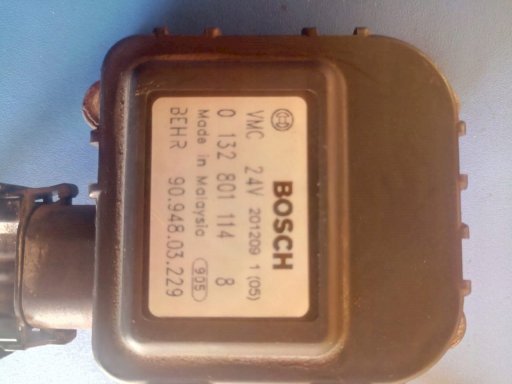 BOSCH
VMC 24V 201209 1 (05)
0 132 801 114 8
Made in Malaysia 905
BEHR 90.948.03.229